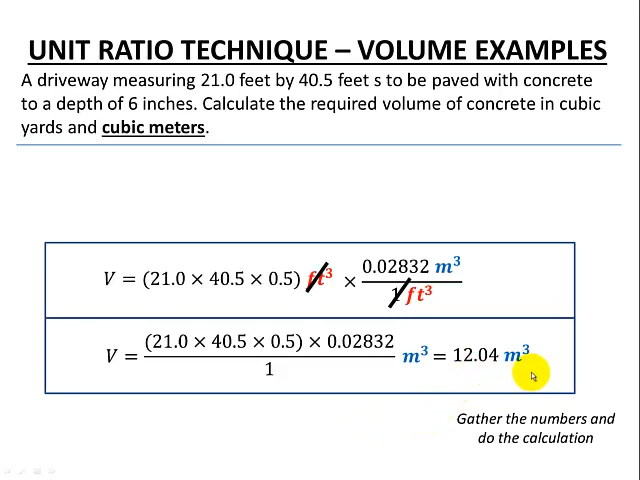 UNIT RATIO TECHNIQUE – VOLUME EXAMPLES
A driveway measuring 21.0 feet by 40.5 feet s to be paved with concrete
to a depth of 6 inches. Calculate the required volume of concrete in cubic
yards and cubic meters.
V = (21.0 × 40.5 × 0.5) ft³ × 0.02832 m³ / 1 ft³
V = (21.0 × 40.5 × 0.5) × 0.02832 / 1 m³ = 12.04 m³
Gather the numbers and
do the calculation